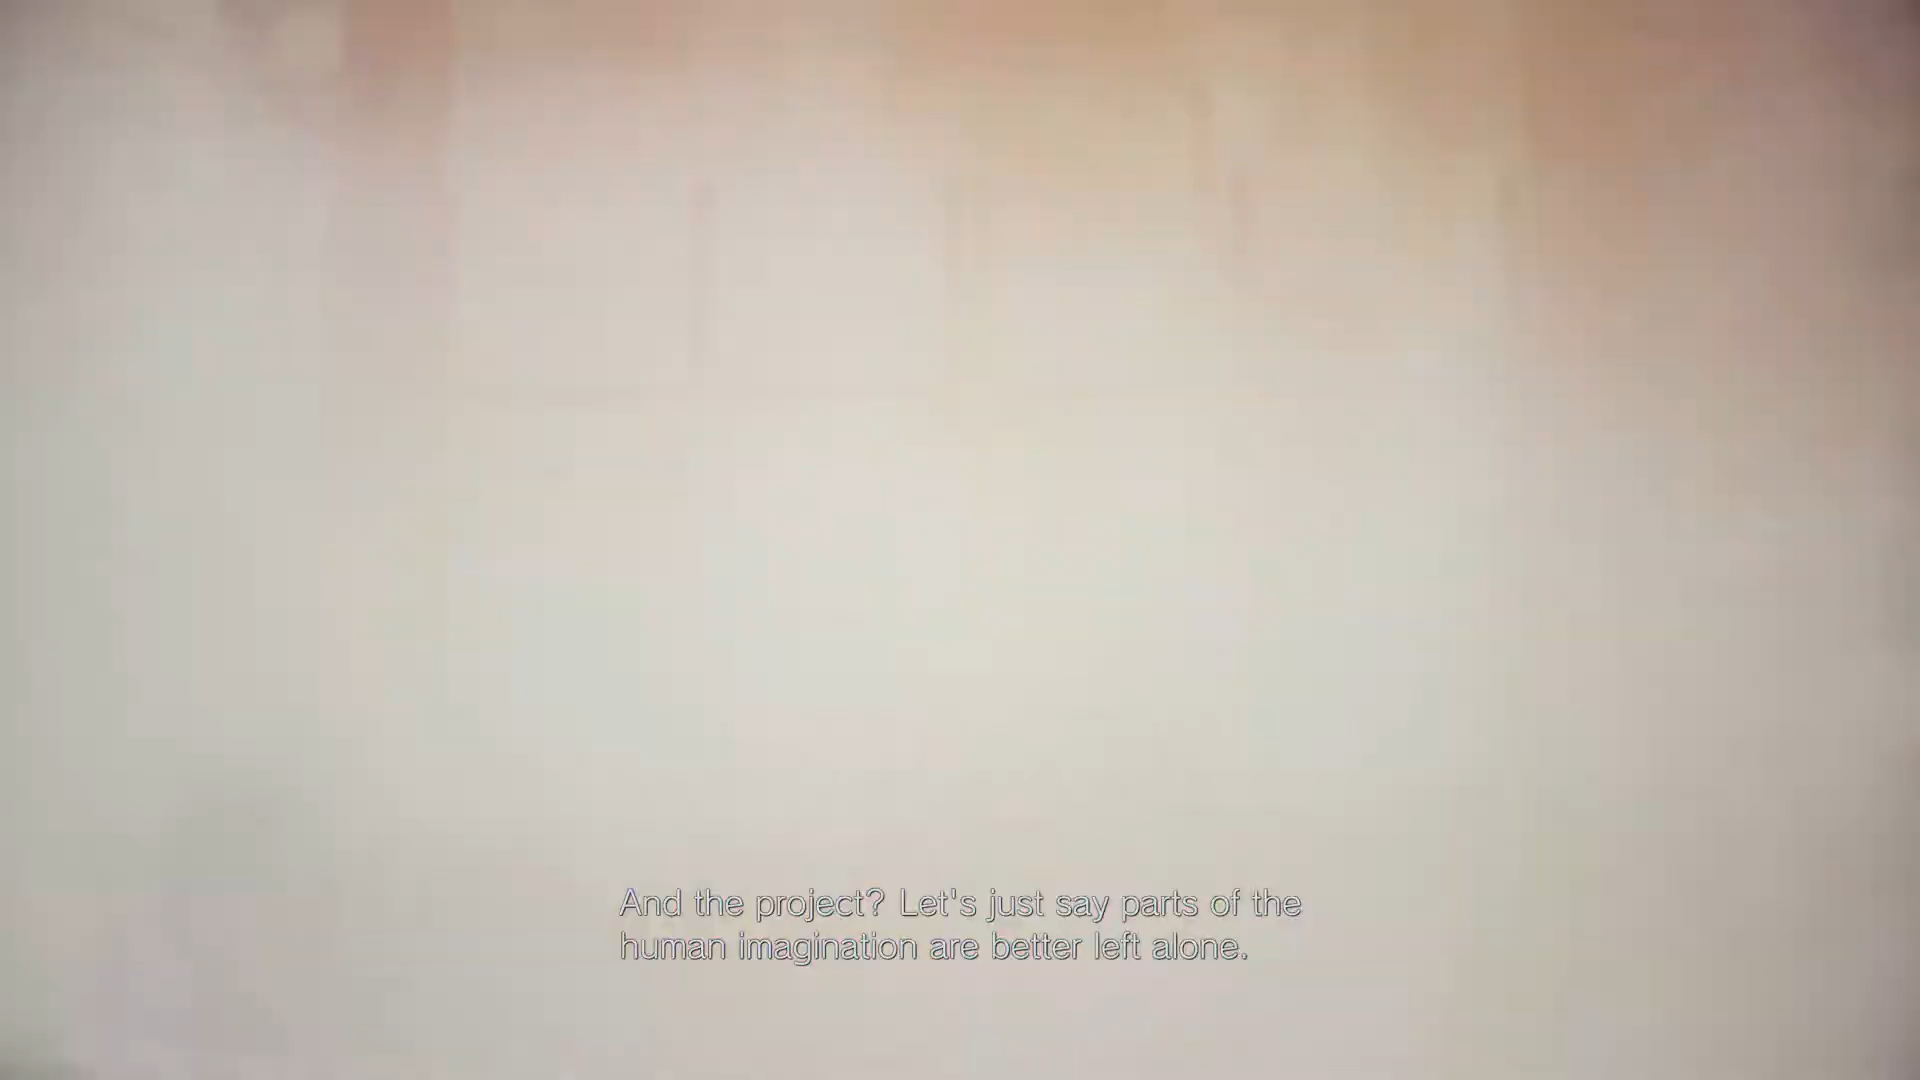 And the project? Let's just say parts of the
human imagination are better left alone.